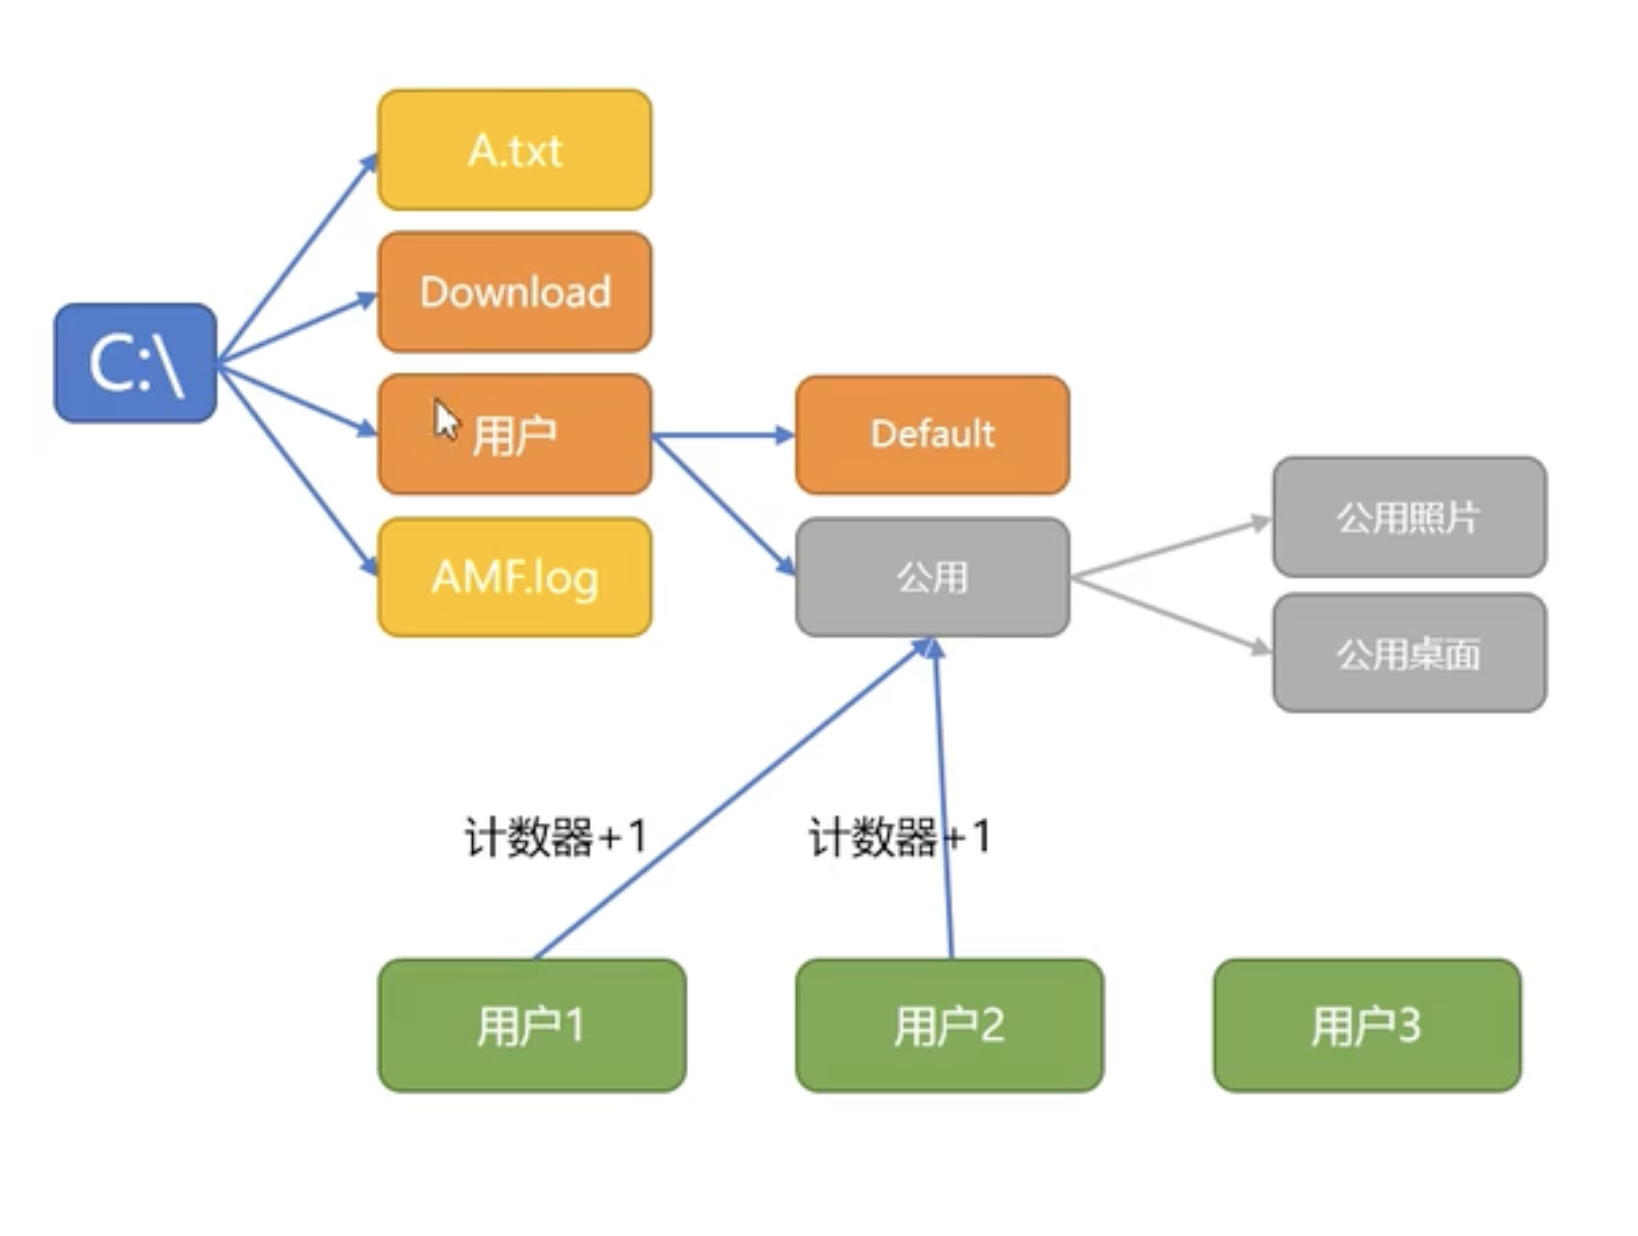 A.txt
Download
C:\
用户
Default
公用照片
AMF.log
公用
公用桌面
计数器+1
计数器+1
用户1
用户2
用户3